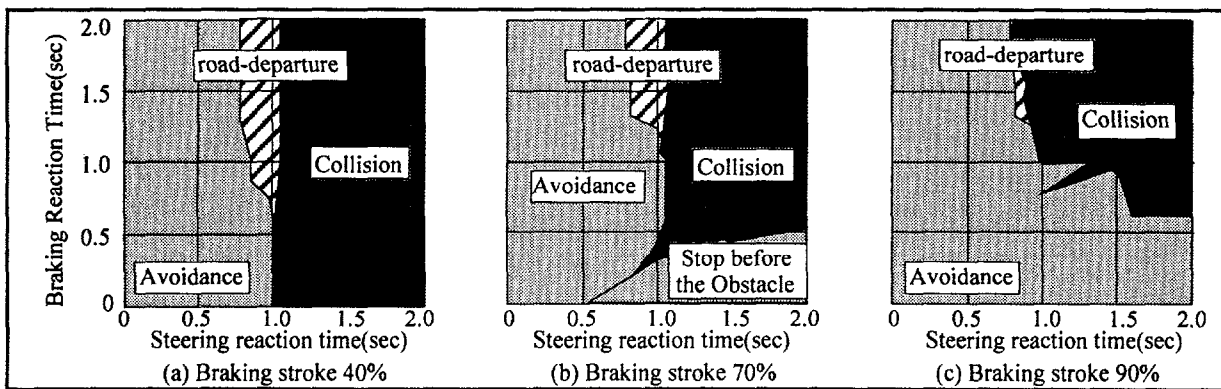 Braking Reaction Time(sec)
2.0
1.5
1.0
0.5
0
road-departure
Collision
Avoidance
0 0.5 1.0 1.5 2.0
Steering reaction time(sec)
(a) Braking stroke 40%
road-departure
Collision
Avoidance
Stop before
the Obstacle
0 0.5 1.0 1.5 2.0
Steering reaction time(sec)
(b) Braking stroke 70%
road-departure
Collision
Avoidance
0 0.5 1.0 1.5 2.0
Steering reaction time(sec)
(c) Braking stroke 90%